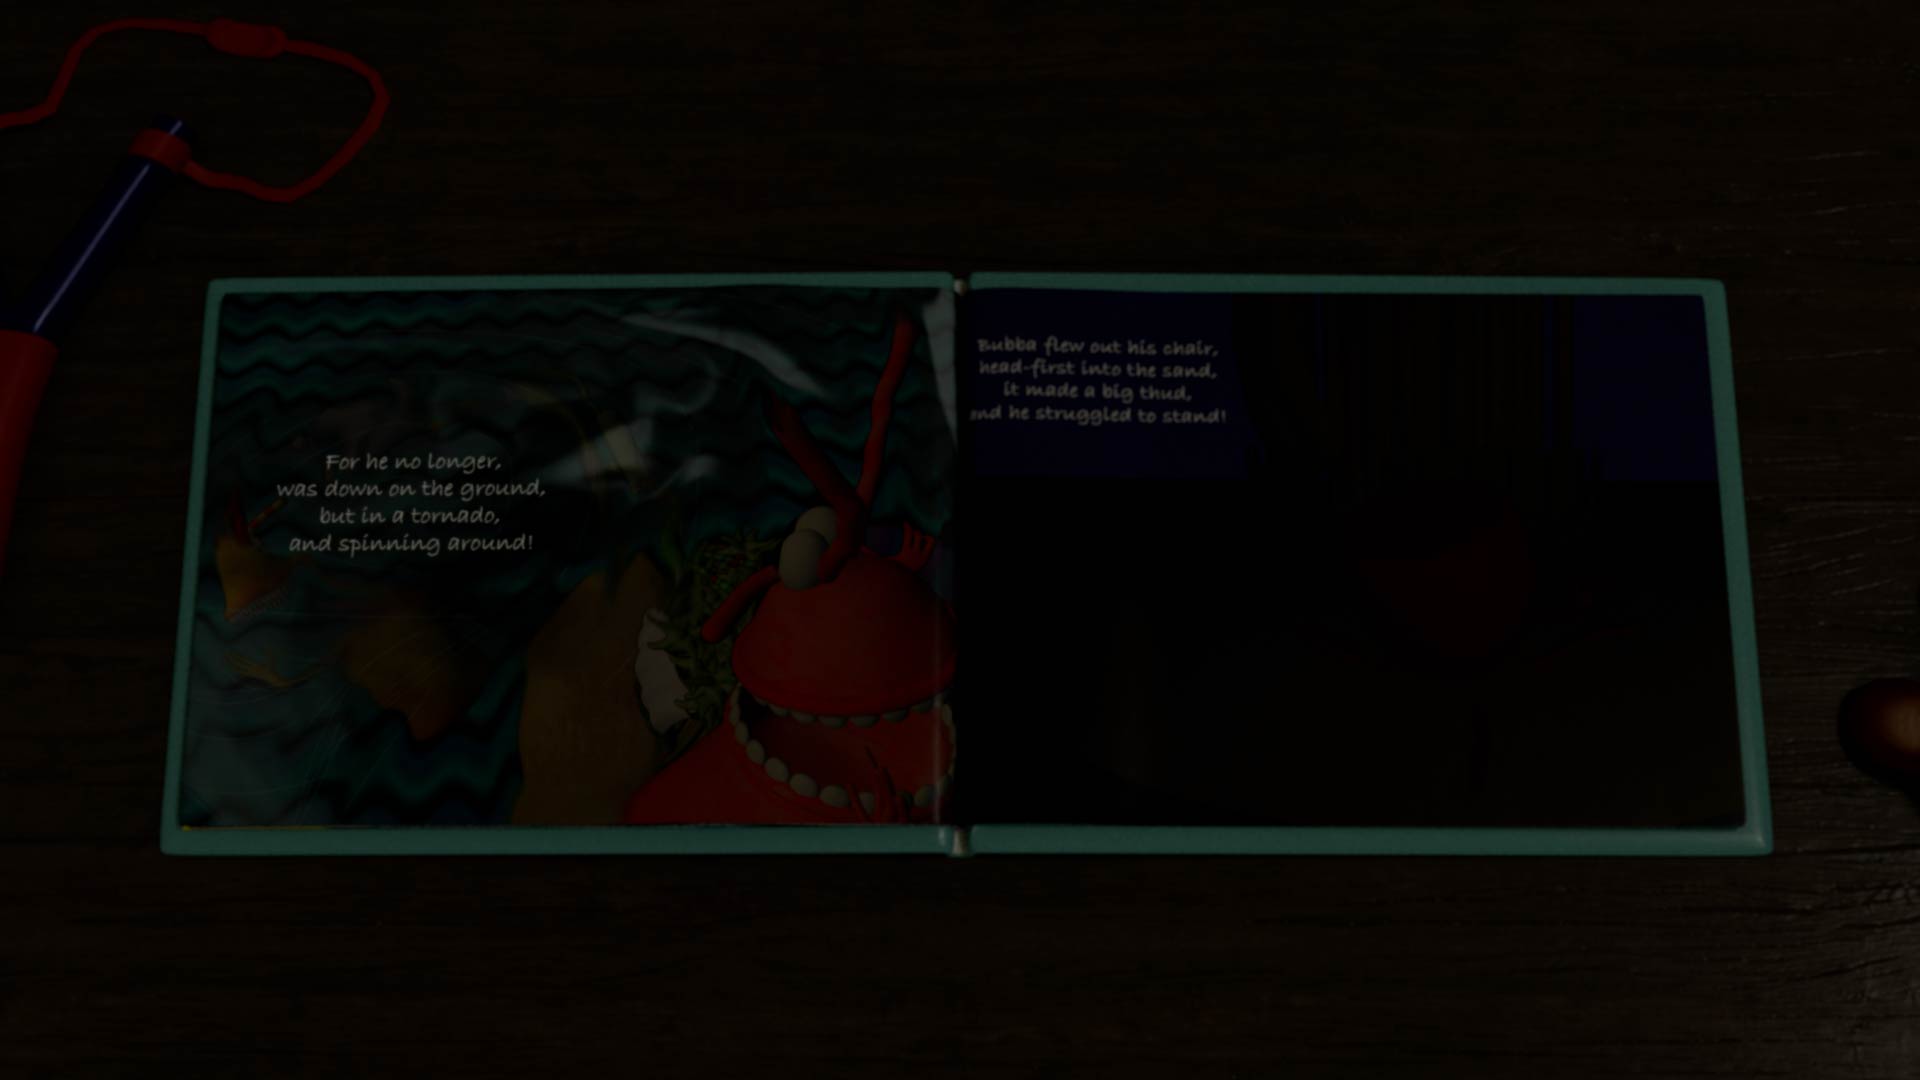 For he no longer,
was down on the ground,
but in a tornado,
and spinning around!
Bubba flew out his chair,
head-first into the sand,
it made a big thud,
and he struggled to stand!